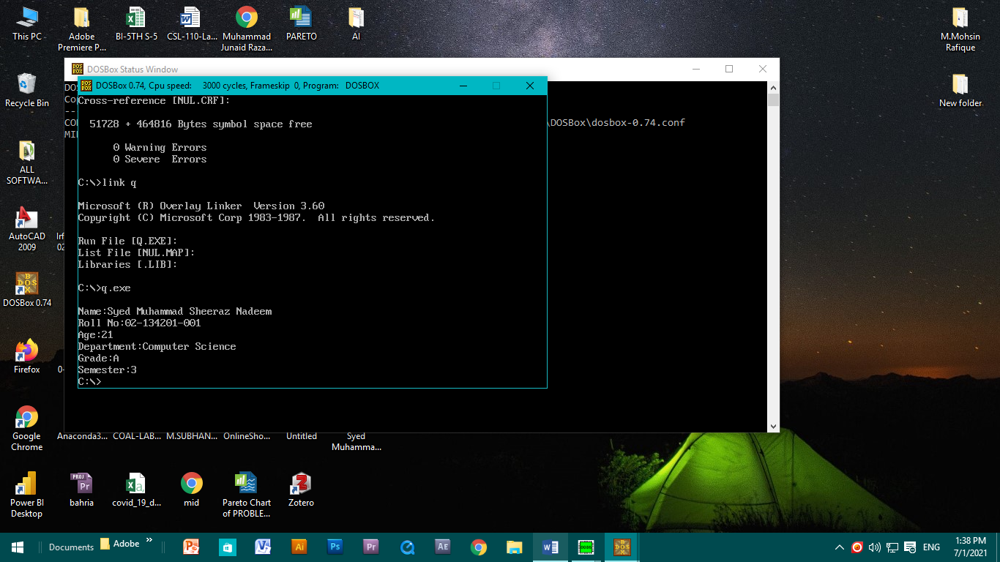 This PC
Adobe
Premiere P...
BI-5TH S-5
CSL-110-La...
Muhammad
Junaid Raza...
PARETO
AI
M.Mohsin
Rafique
Recycle Bin
New folder
ALL
SOFTWA...
AutoCAD
2009
DOSBox 0.74
Firefox
Google
Chrome
DOSBox Status Window
\DOSBox\dosbox-0.74.conf
DOSBox 0.74, Cpu speed: 3000 cycles, Frameskip 0, Program: DOSBOX
Cross-reference [NUL.CRF]:
51728 + 464816 Bytes symbol space free
0 Warning Errors
0 Severe Errors
C:\>link q
Microsoft (R) Overlay Linker Version 3.60
Copyright (C) Microsoft Corp 1983-1987. All rights reserved.
Run File [Q.EXE]:
List File [NUL.MAP]:
Libraries [.LIB]:
C:\>q.exe
Name:Syed Muhammad Sheeraz Nadeem
Roll No:02-134201-001
Age:21
Department:Computer Science
Grade:A
Semester:3
C:\>
Anaconda3...
COAL-LAB...
M.SUBHAN...
OnlineSho...
Untitled
Syed
Muhamma...
Power BI
Desktop
bahria
covid_19_d...
mid
Pareto Chart
of PROBLE...
Zotero
Documents
Adobe
ENG
1:38 PM
7/1/2021